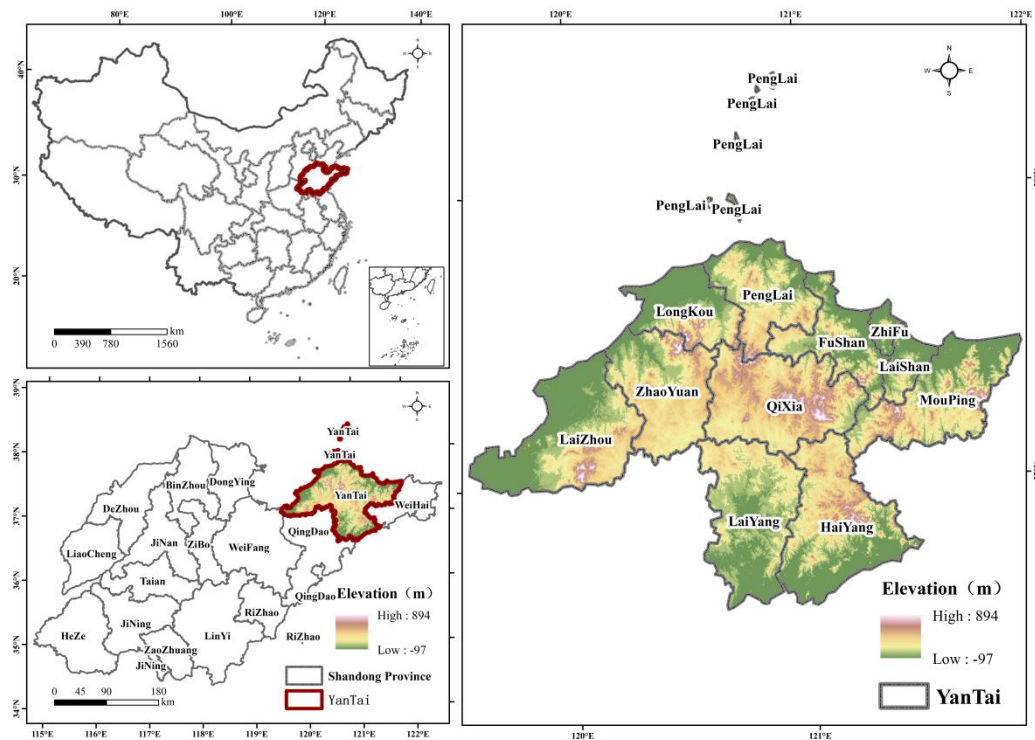 80°E 100°E 120°E 140°E
N
W E
S
40°N
30°N
20°N
km
0 390 780 1560
39°N
38°N
37°N
36°N
35°N
34°N
N
W E
S
YanTai
YanTai
YanTai
BinZhou
DongYing
DeZhou
WeiHai
QingDao
JiNan
ZiBo
WeiFang
LiaoCheng
Taian
QingDao
RiZhao
JiNing
HeZe
LinYi
ZaoZhuang
RiZhao
JiNing
Elevation（m）
High : 894
Low : -97
Shandong Province
YanTai
0 45 90 180
km
115°E 116°E 117°E 118°E 119°E 120°E 121°E 122°E
120°E 121°E 122°E
N
W E
S
PengLai
PengLai
PengLai
PengLai
PengLai
PengLai
LongKou
ZhiFu
FuShan
LaiShan
ZhaoYuan
QiXia
MouPing
LaiZhou
LaiYang
HaiYang
Elevation（m）
High : 894
Low : -97
YanTai
120°E 121°E